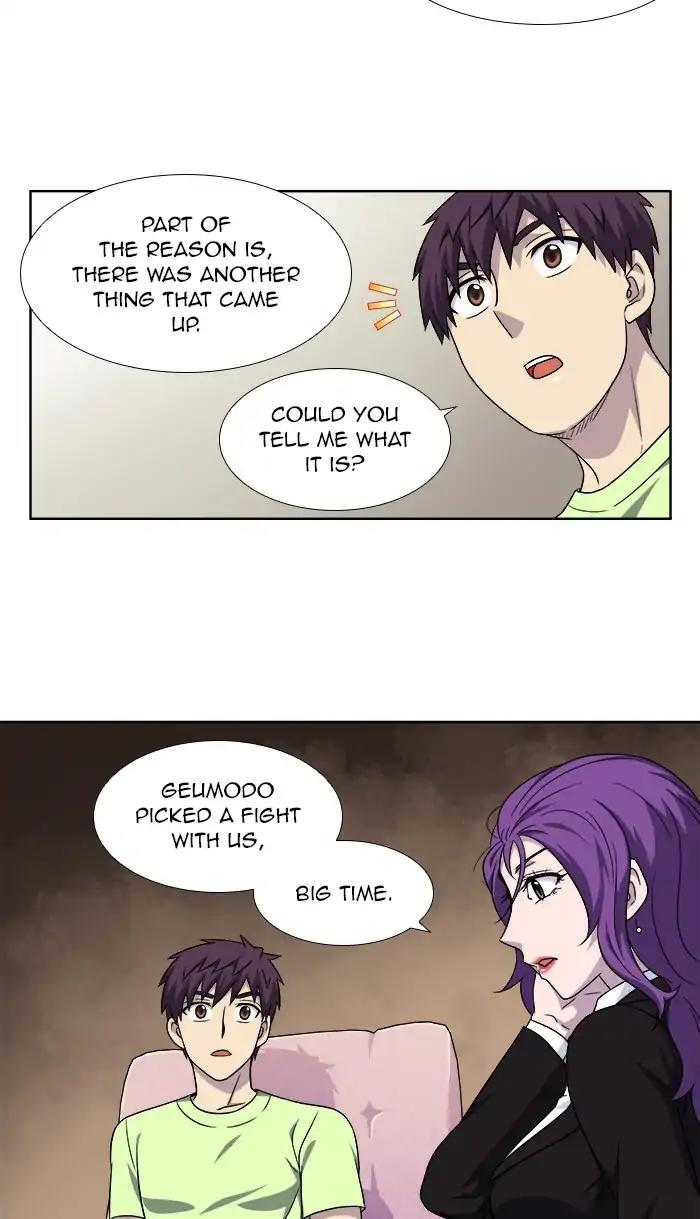 PART OF
THE REASON IS,
THERE WAS ANOTHER
THING THAT CAME
UP.
COULD YOU
TELL ME WHAT
IT IS?
GEUMODO
PICKED A FIGHT
WITH US,
BIG TIME.